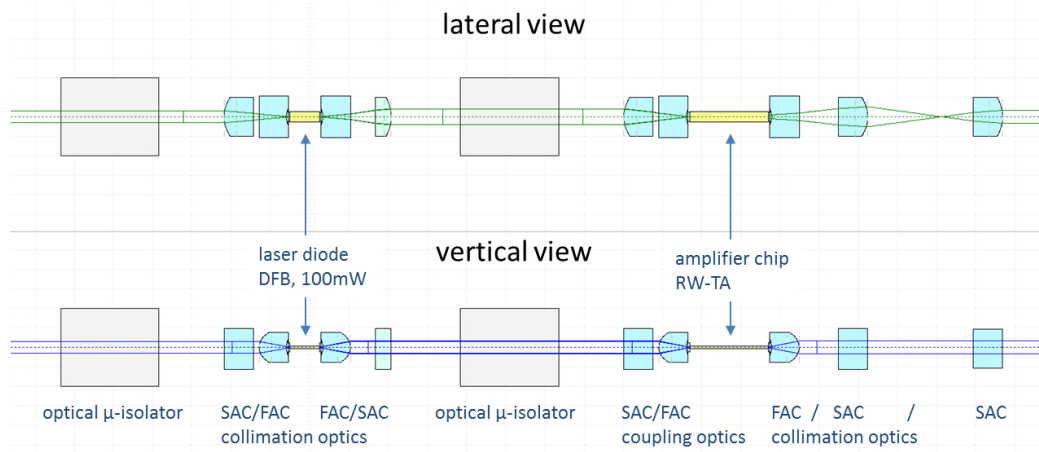 lateral view
laser diode
DFB, 100mW
vertical view
amplifier chip
RW-TA
optical µ-isolator
SAC/FAC
collimation optics
FAC/SAC
optical µ-isolator
SAC/FAC
coupling optics
FAC / SAC / SAC
collimation optics